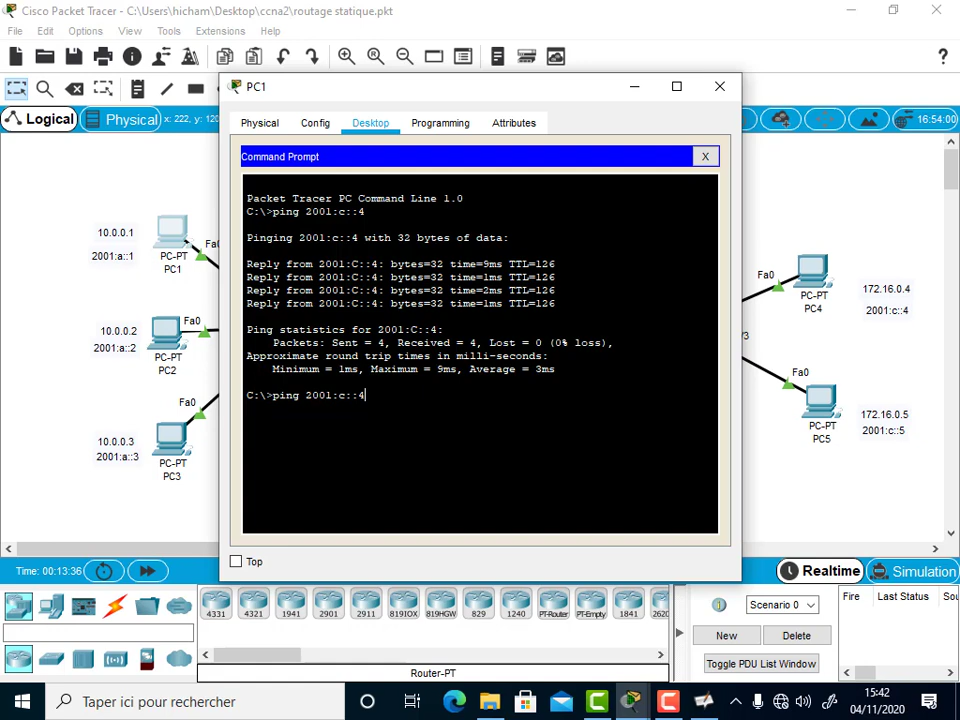 Cisco Packet Tracer - C:\Users\hicham\Desktop\ccna2\routage statique.pkt
File Edit Options View Tools Extensions Help
?
Logical Physical x: 222, y: 120 16:54:00
PC1
Physical Config Desktop Programming Attributes
Command Prompt X
Packet Tracer PC Command Line 1.0
C:\>ping 2001:c::4
Pinging 2001:c::4 with 32 bytes of data:
Reply from 2001:C::4: bytes=32 time=9ms TTL=126
Reply from 2001:C::4: bytes=32 time=1ms TTL=126
Reply from 2001:C::4: bytes=32 time=2ms TTL=126
Reply from 2001:C::4: bytes=32 time=1ms TTL=126
Ping statistics for 2001:C::4:
Packets: Sent = 4, Received = 4, Lost = 0 (0% loss),
Approximate round trip times in milli-seconds:
Minimum = 1ms, Maximum = 9ms, Average = 3ms
C:\>ping 2001:c::4
Top
10.0.0.1
2001:a::1
Fa0
PC-PT
PC1
10.0.0.2
2001:a::2
Fa0
PC-PT
PC2
Fa0
10.0.0.3
2001:a::3
PC-PT
PC3
Fa0
PC-PT
PC4
172.16.0.4
2001:c::4
/3
Fa0
PC-PT
PC5
172.16.0.5
2001:c::5
Time: 00:13:36 Realtime Simulation
4331 4321 1941 2901 2911 819IOX 819HGW 829 1240 PT-Router PT-Empty 1841 2620
Router-PT
Scenario 0
New Delete
Toggle PDU List Window
Fire Last Status Sou
Taper ici pour rechercher
15:42
04/11/2020